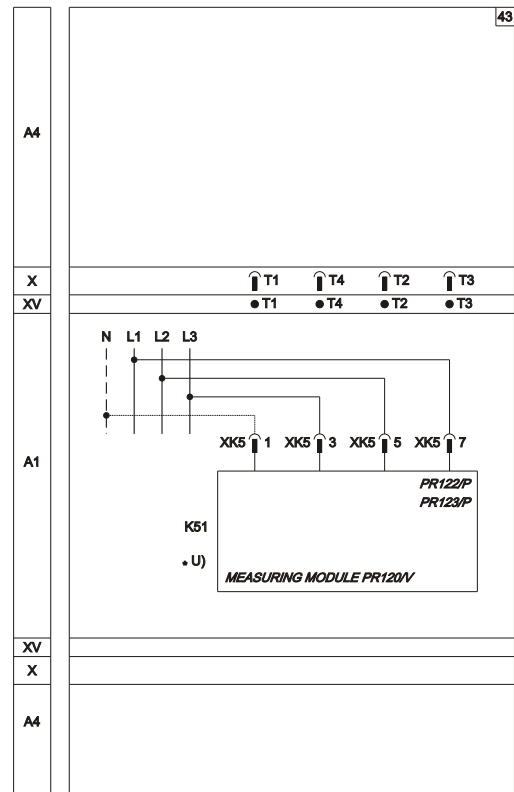 43
A4
X T1 T4 T2 T3
XV T1 T4 T2 T3
N L1 L2 L3
XK5 1 XK5 3 XK5 5 XK5 7
A1
PR122/P
PR123/P
K51
* U)
MEASURING MODULE PR120/V
XV
X
A4